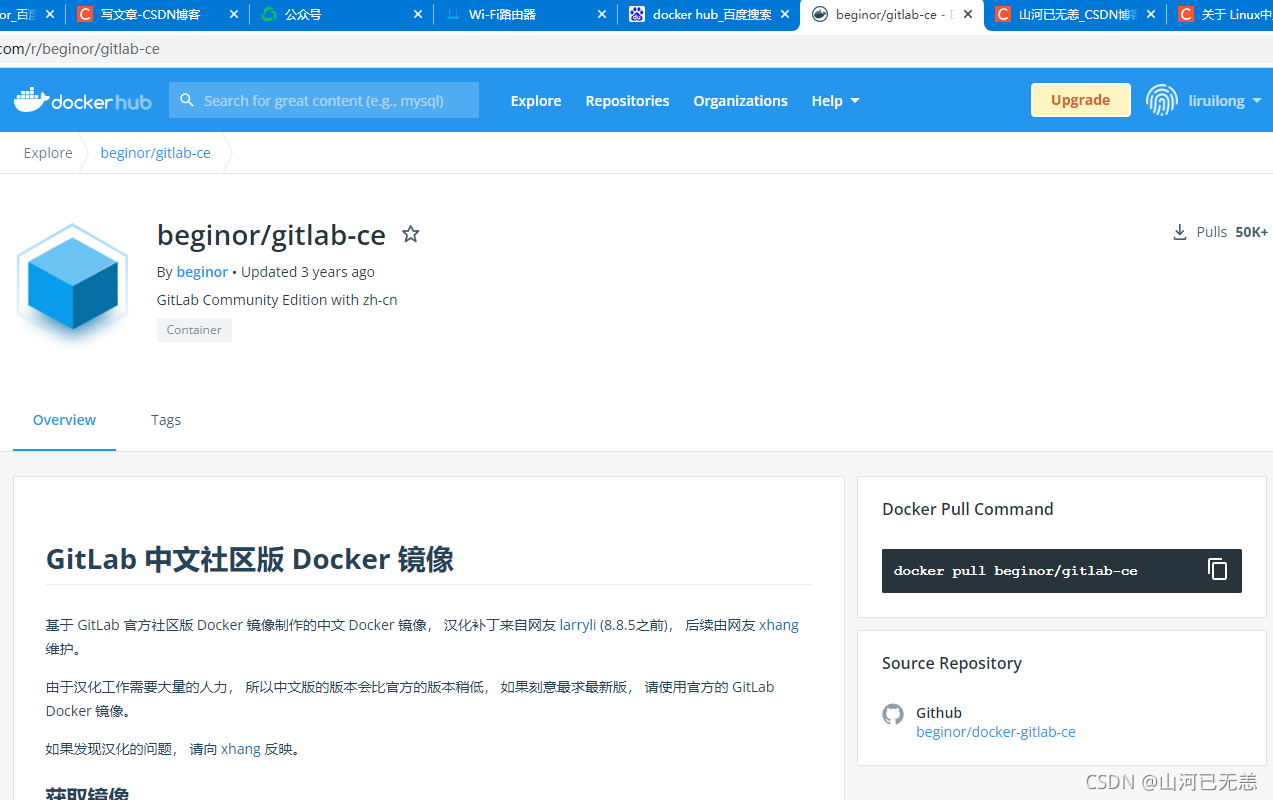 or_百度
写文章-CSDN博客
公众号
Wi-Fi路由器
docker hub_百度搜索
beginor/gitlab-ce -
山河已无恙_CSDN博客
关于 Linux中
com/r/beginor/gitlab-ce
dockerhub
Search for great content (e.g., mysql)
Explore
Repositories
Organizations
Help
Upgrade
liruilong
Explore
beginor/gitlab-ce
beginor/gitlab-ce
Pulls 50K+
By beginor • Updated 3 years ago
GitLab Community Edition with zh-cn
Container
Overview
Tags
GitLab 中文社区版 Docker 镜像
基于 GitLab 官方社区版 Docker 镜像制作的中文 Docker 镜像， 汉化补丁来自网友 larryli (8.8.5之前)， 后续由网友 xhang
维护。
由于汉化工作需要大量的人力， 所以中文版的版本会比官方的版本稍低， 如果刻意最求最新版， 请使用官方的 GitLab
Docker 镜像。
如果发现汉化的问题， 请向 xhang 反映。
获取镜像
Docker Pull Command
docker pull beginor/gitlab-ce
Source Repository
Github
beginor/docker-gitlab-ce
CSDN @山河已无恙